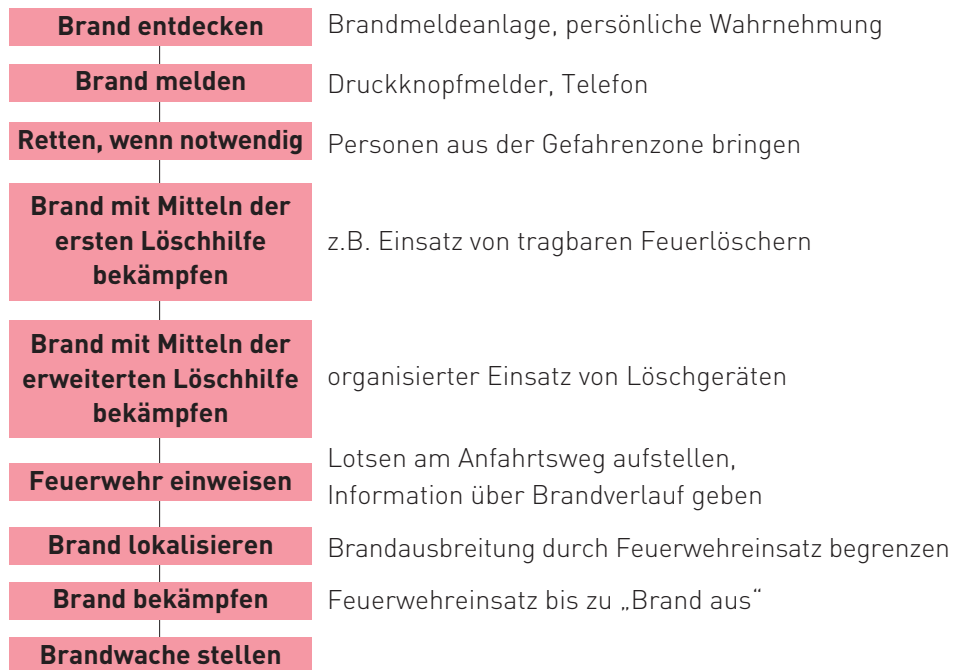 Brand entdecken
Brandmeldeanlage, persönliche Wahrnehmung
Brand melden
Druckknopfmelder, Telefon
Retten, wenn notwendig
Personen aus der Gefahrenzone bringen
Brand mit Mitteln der
ersten Löschhilfe
bekämpfen
z.B. Einsatz von tragbaren Feuerlöschern
Brand mit Mitteln der
erweiterten Löschhilfe
bekämpfen
organisierter Einsatz von Löschgeräten
Feuerwehr einweisen
Lotsen am Anfahrtsweg aufstellen,
Information über Brandverlauf geben
Brand lokalisieren
Brandausbreitung durch Feuerwehreinsatz begrenzen
Brand bekämpfen
Feuerwehreinsatz bis zu „Brand aus“
Brandwache stellen